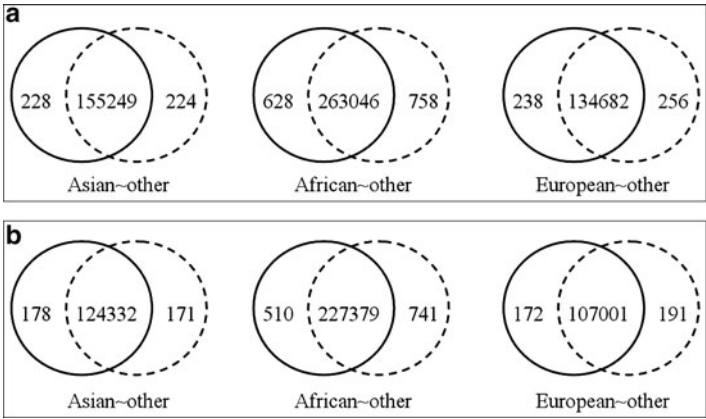 a
228 155249 224 628 263046 758 238 134682 256
Asian~other African~other European~other
b
178 124332 171 510 227379 741 172 107001 191
Asian~other African~other European~other